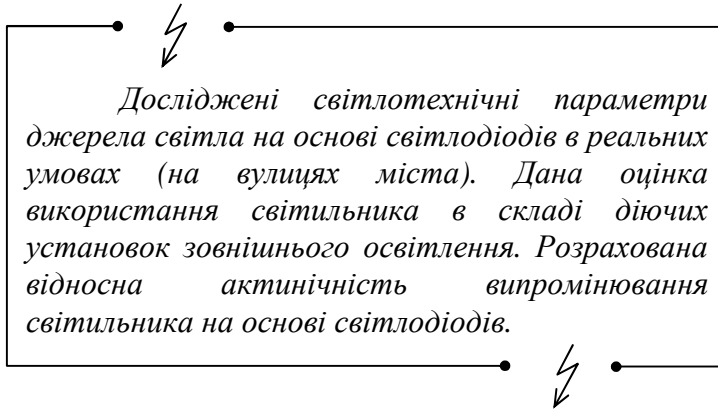 Досліджені світлотехнічні параметри
джерела світла на основі світлодіодів в реальних
умовах (на вулицях міста). Дана оцінка
використання світильника в складі діючих
установок зовнішнього освітлення. Розрахована
відносна актинічність випромінювання
світильника на основі світлодіодів.